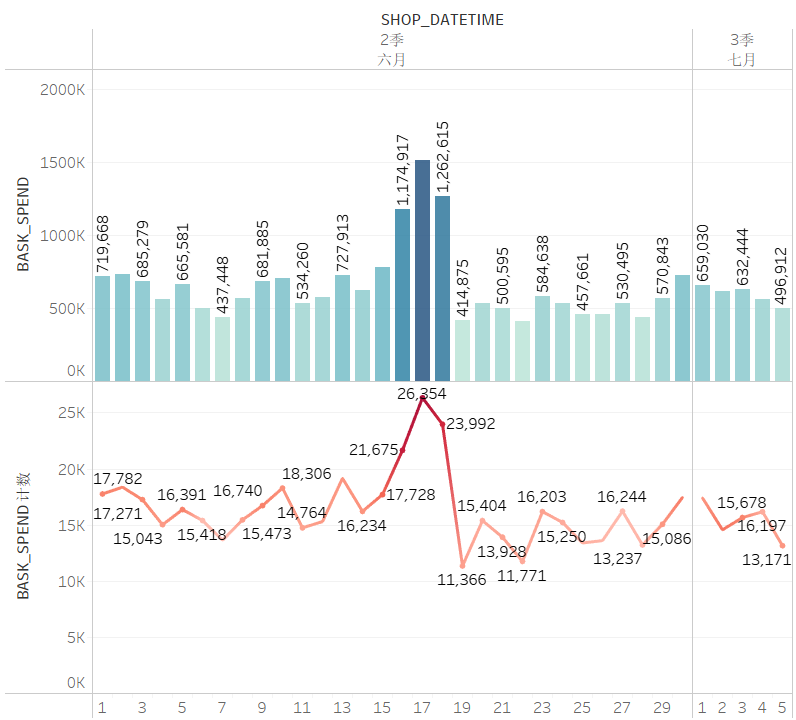 SHOP_DATETIME
2季
3季
六月
七月
BASK_SPEND
2000K
1500K
1000K
500K
0K
719,668
685,279
665,581
437,448
681,885
534,260
727,913
1,174,917
1,262,615
414,875
500,595
584,638
457,661
530,495
570,843
659,030
632,444
496,912
BASK_SPEND 计数
25K
20K
15K
10K
5K
0K
17,782
17,271
15,043
16,391
15,418
16,740
15,473
18,306
14,764
16,234
17,728
21,675
26,354
23,992
11,366
15,404
13,928
11,771
16,203
15,250
16,244
13,237
15,086
15,678
16,197
13,171
1 3 5 7 9 11 13 15 17 19 21 23 25 27 29 1 2 3 4 5